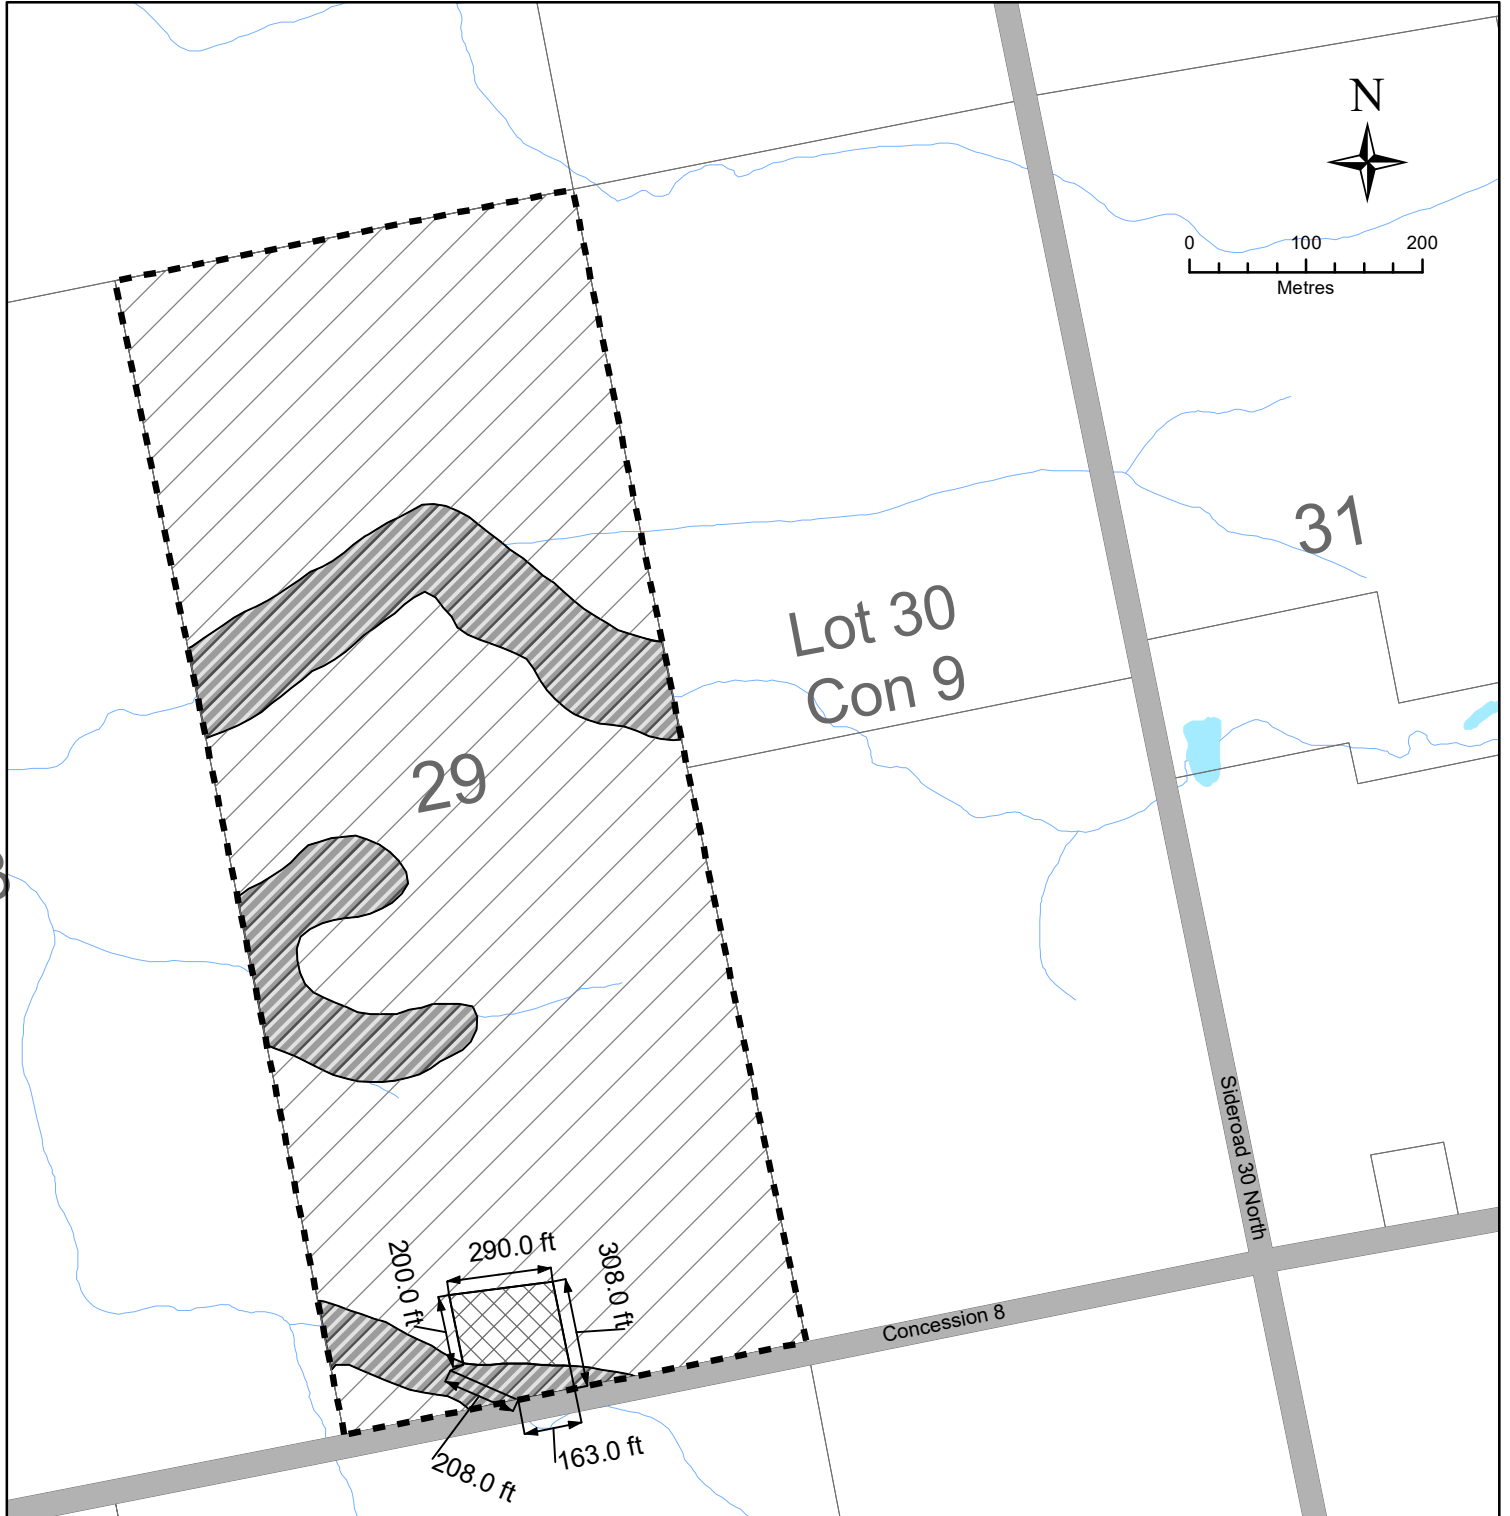 N
0 100 200
Metres
31
Lot 30
Con 9
29
Sideroad 30 North
290.0 ft
200.0 ft
308.0 ft
Concession 8
163.0 ft
208.0 ft